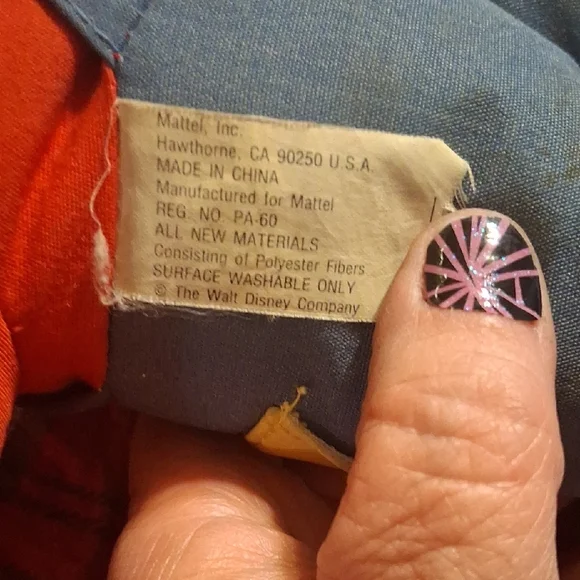 Mattel, Inc.
Hawthorne, CA 90250 U.S.A.
MADE IN CHINA
Manufactured for Mattel
REG. NO. PA-60
ALL NEW MATERIALS
Consisting of Polyester Fibers
SURFACE WASHABLE ONLY
© The Walt Disney Company